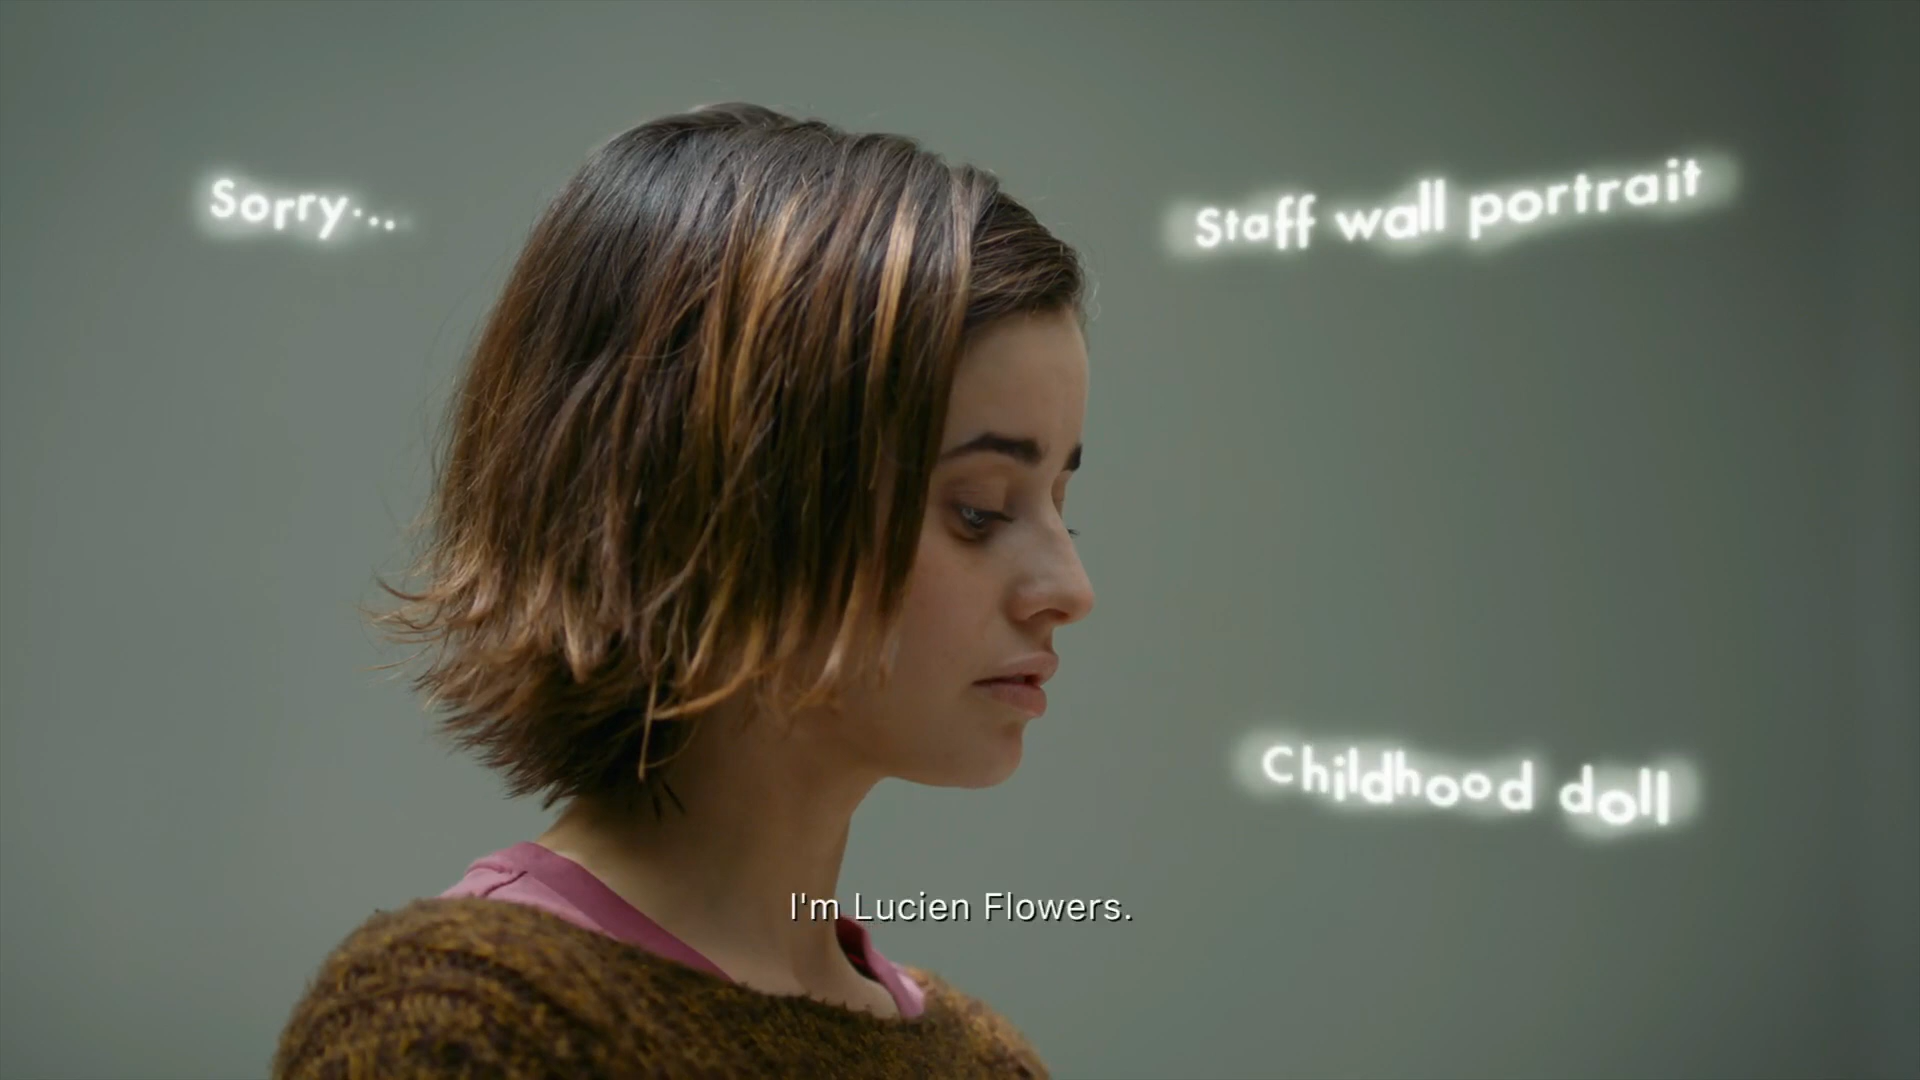 Sorry...
Staff wall portrait
Childhood doll
I'm Lucien Flowers.